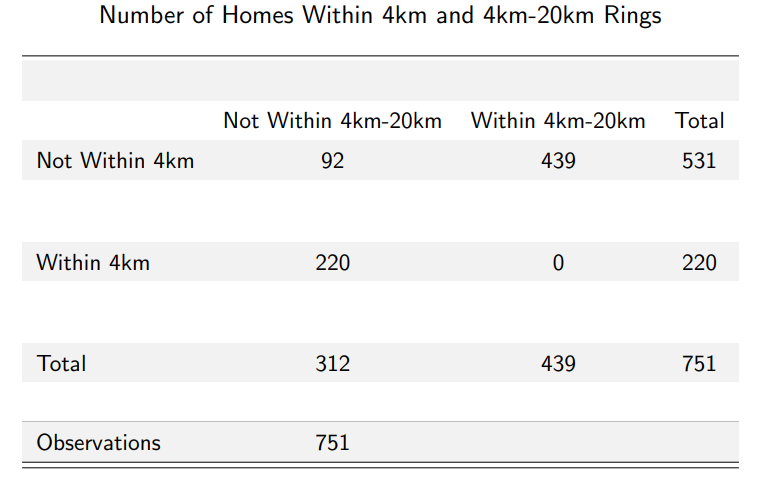 Number of Homes Within 4km and 4km-20km Rings
Not Within 4km-20km Within 4km-20km Total
Not Within 4km 92 439 531
Within 4km 220 0 220
Total 312 439 751
Observations 751